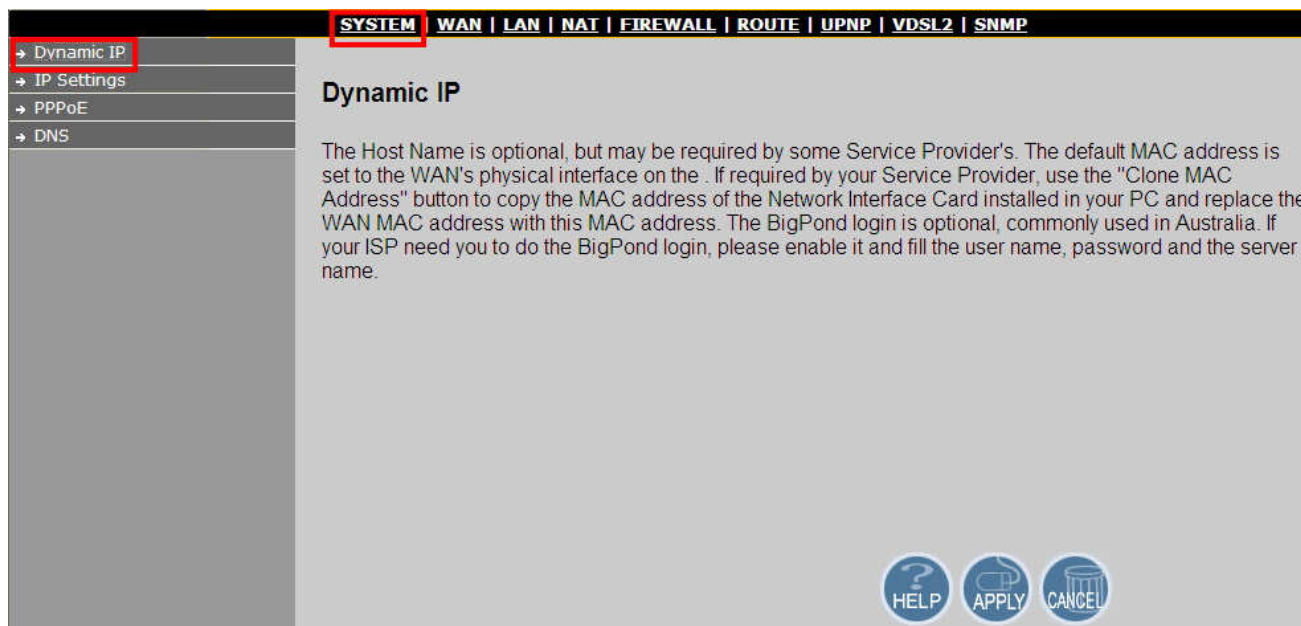 SYSTEM | WAN | LAN | NAT | FIREWALL | ROUTE | UPNP | VDSL2 | SNMP
→ Dynamic IP
→ IP Settings
→ PPPoE
→ DNS
Dynamic IP
The Host Name is optional, but may be required by some Service Provider's. The default MAC address is
set to the WAN's physical interface on the . If required by your Service Provider, use the "Clone MAC
Address" button to copy the MAC address of the Network Interface Card installed in your PC and replace the
WAN MAC address with this MAC address. The BigPond login is optional, commonly used in Australia. If
your ISP need you to do the BigPond login, please enable it and fill the user name, password and the server
name.
HELP APPLY CANCEL